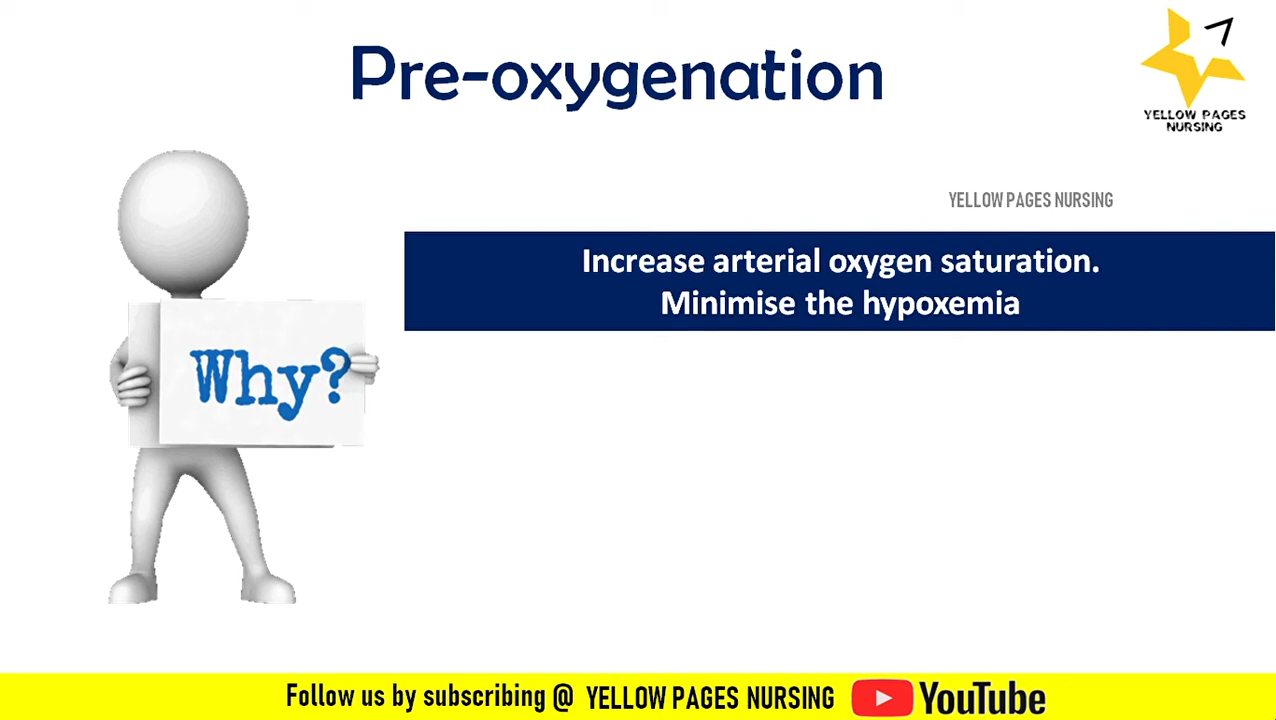 Pre-oxygenation
YELLOW PAGES
NURSING
YELLOW PAGES NURSING
Increase arterial oxygen saturation.
Minimise the hypoxemia
Why?
Follow us by subscribing @ YELLOW PAGES NURSING YouTube